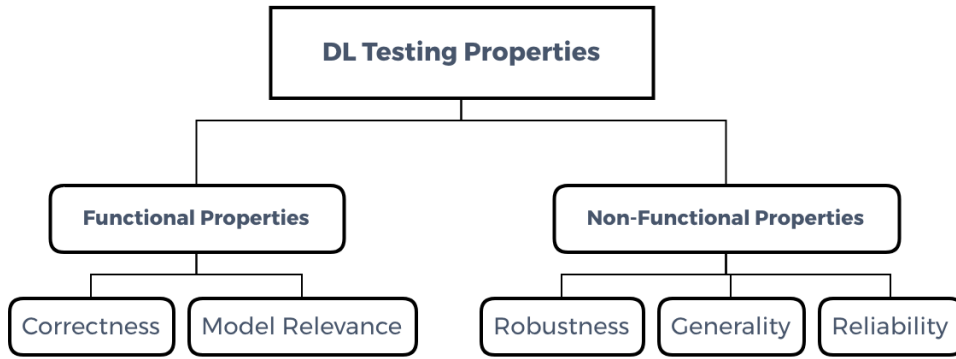 DL Testing Properties
Functional Properties
Non-Functional Properties
Correctness
Model Relevance
Robustness
Generality
Reliability